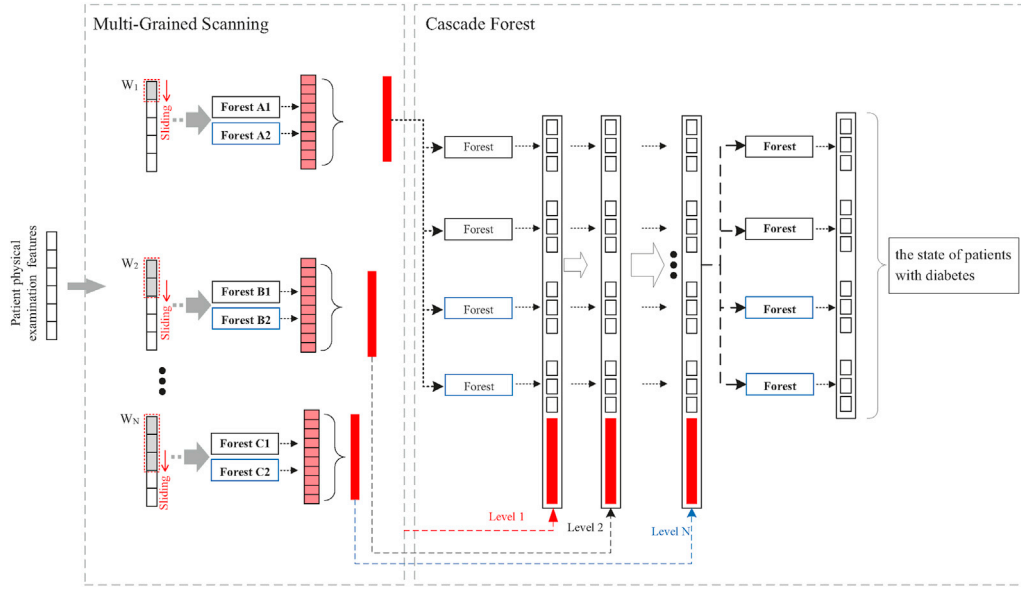 Multi-Grained Scanning
Cascade Forest
Patient physical
examination features
W1
Sliding
Forest A1
Forest A2
W2
Sliding
Forest B1
Forest B2
WN
Sliding
Forest C1
Forest C2
Forest
Forest
Forest
Forest
Level 1
Level 2
Level N
Forest
Forest
Forest
Forest
the state of patients
with diabetes